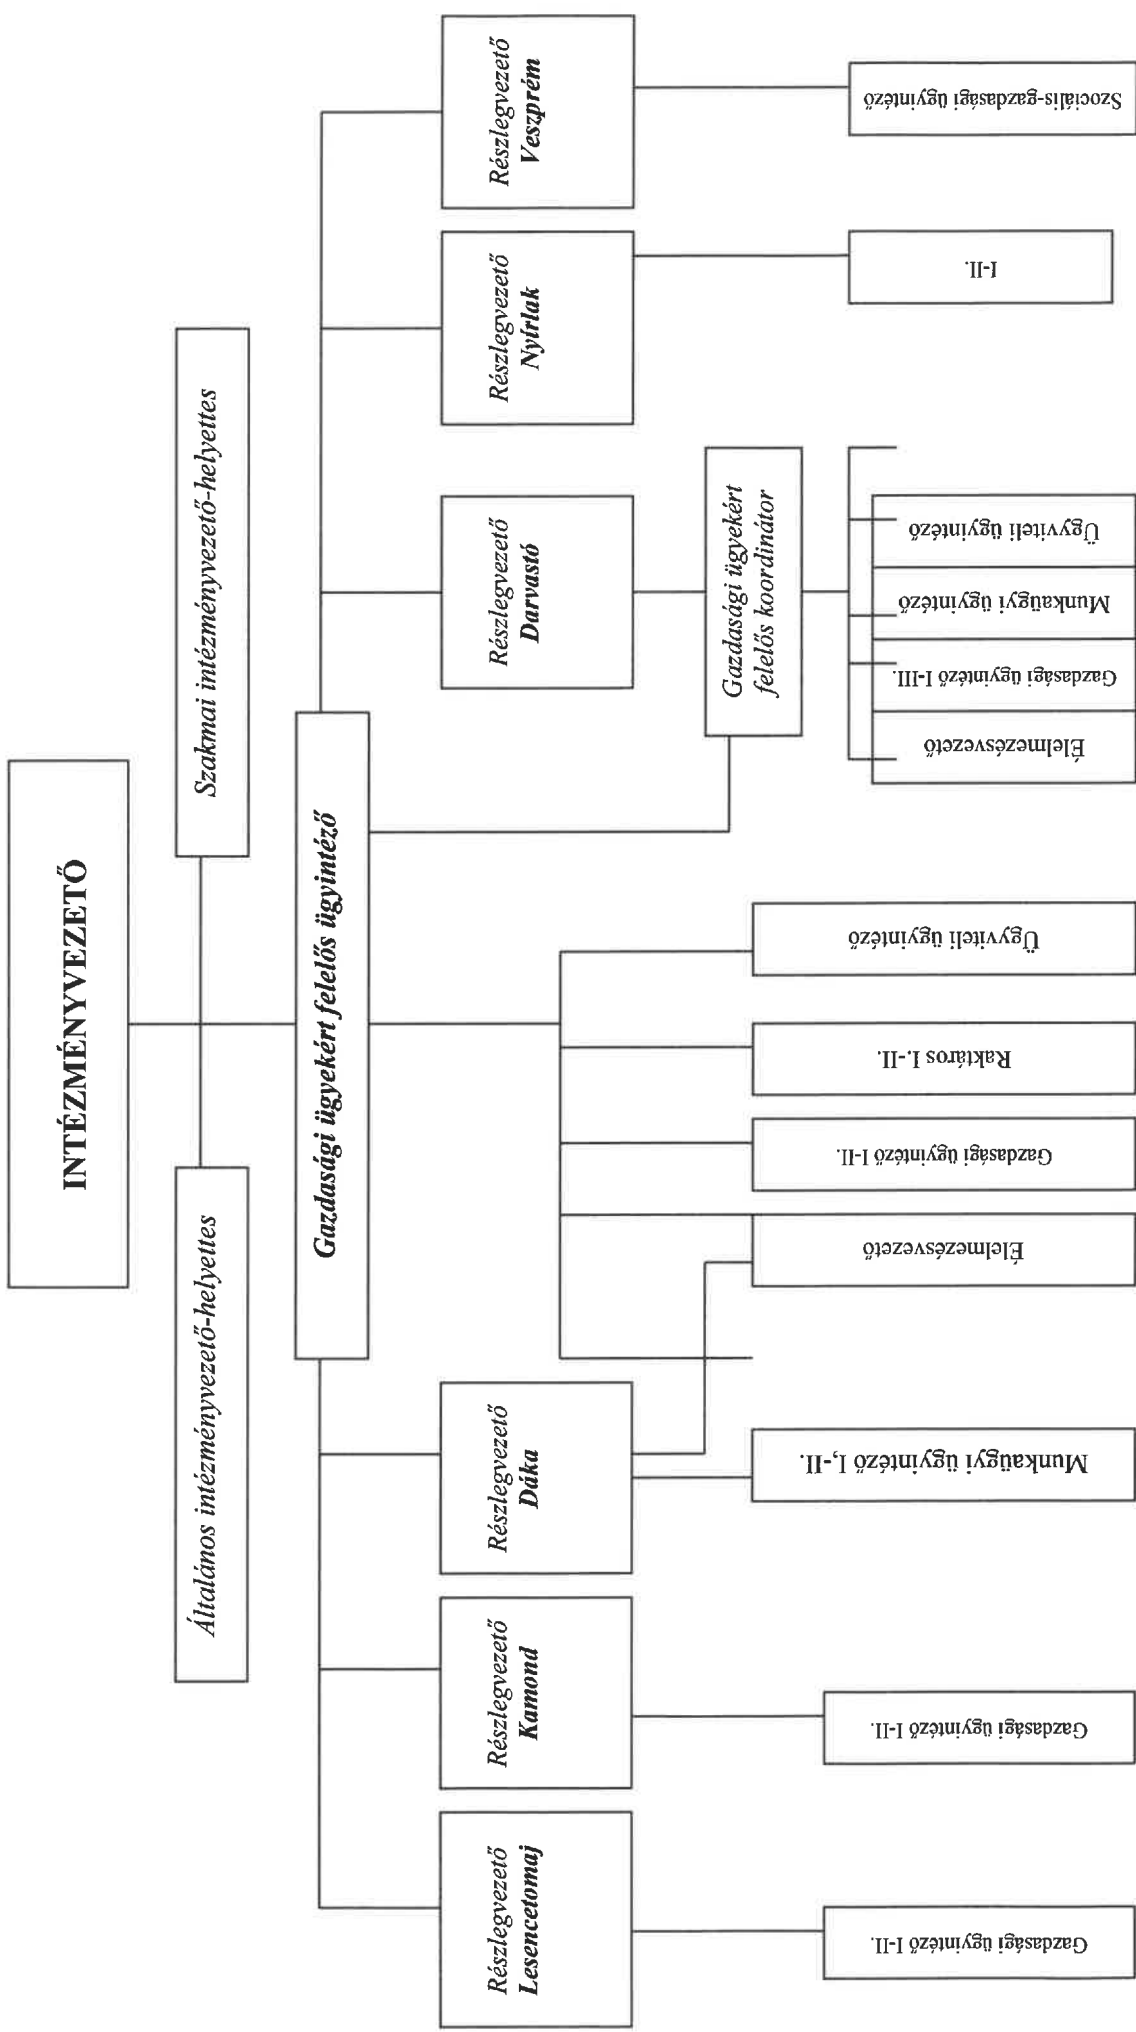 INTÉZMÉNYVEZETŐ
Általános intézményvezető-helyettes
Szakmai intézményvezető-helyettes
Gazdasági ügyekért felelős ügyintéző
Részlegvezető
Lesencetomaj
Részlegvezető
Kamond
Részlegvezető
Dáka
Részlegvezető
Darvastó
Részlegvezető
Nyírlak
Részlegvezető
Veszprém
Gazdasági ügyekért
felelős koordinátor
Gazdasági ügyintéző I-II.
Gazdasági ügyintéző I-II.
Munkaügyi ügyintéző I,-II.
Élelmezésvezető
Gazdasági ügyintéző I-II.
Raktáros I.-II.
Ügyviteli ügyintéző
Élelmezésvezető
Gazdasági ügyintéző I-III.
Munkaügyi ügyintéző
Ügyviteli ügyintéző
I-II.
Szociális-gazdasági ügyintéző